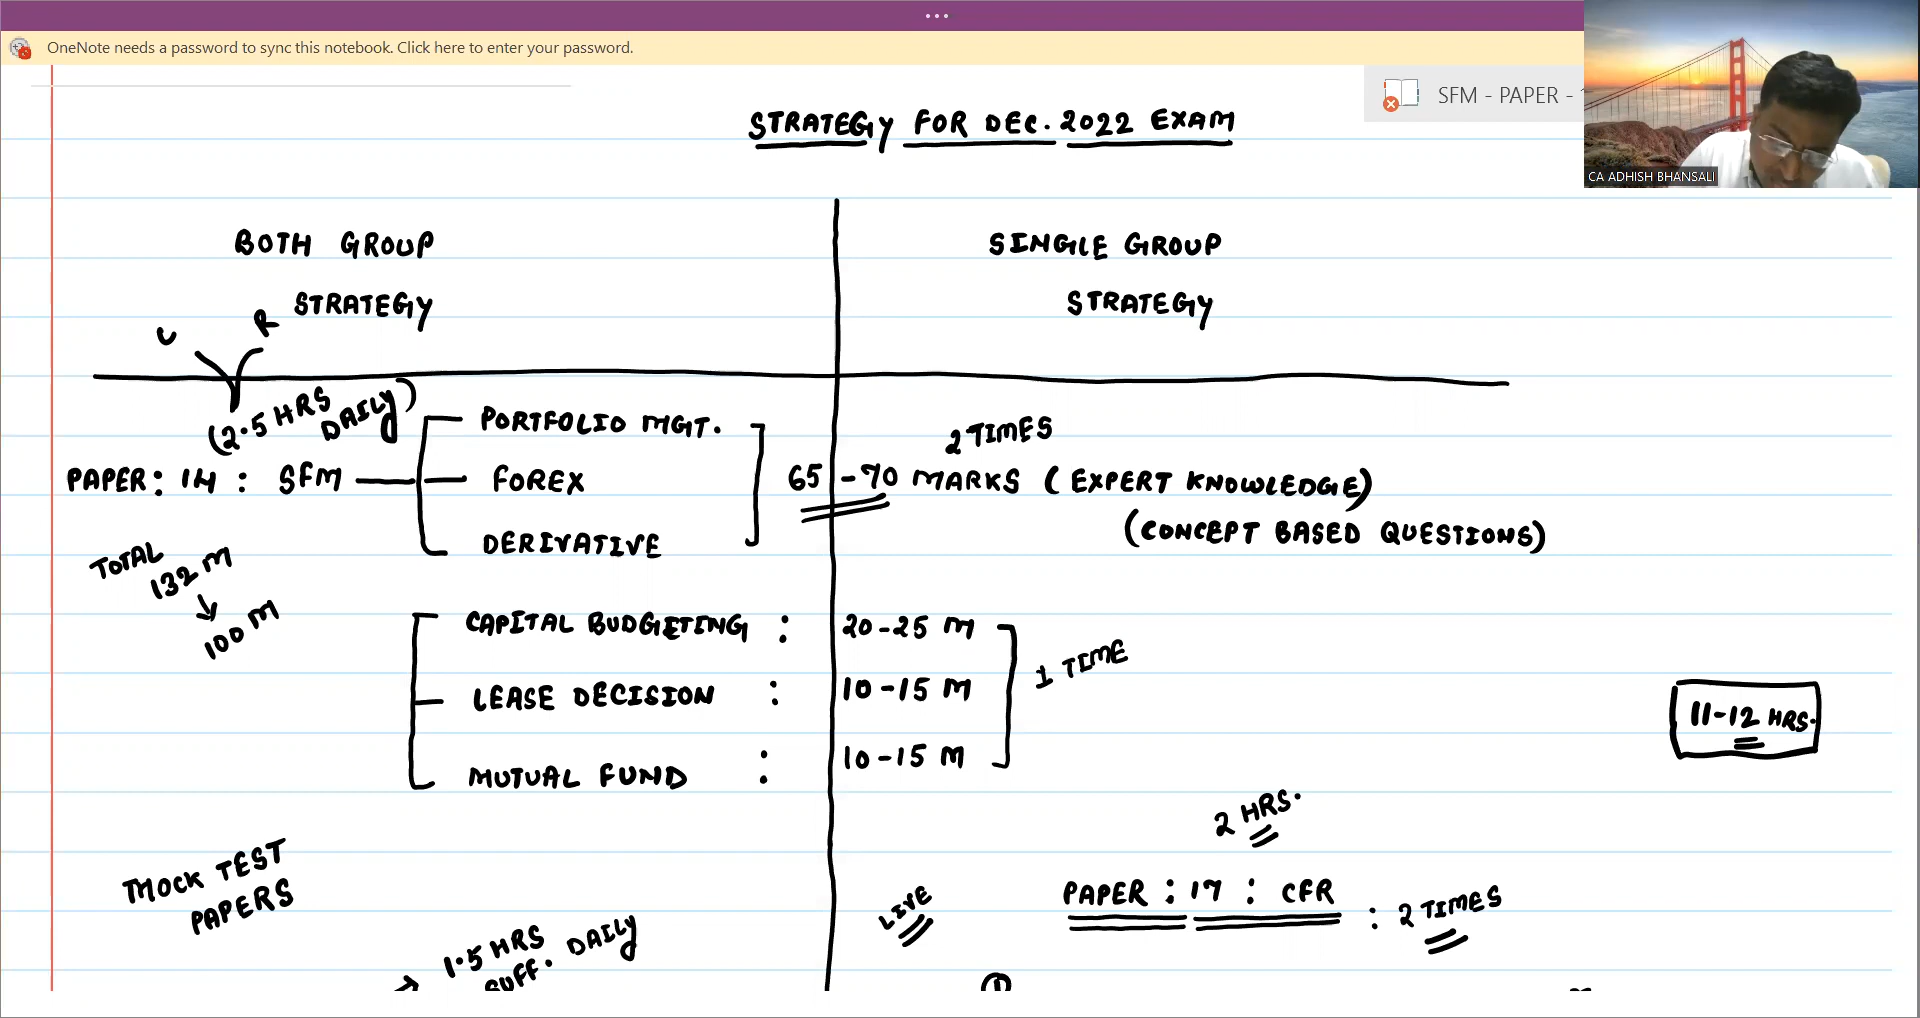 OneNote needs a password to sync this notebook. Click here to enter your password.
SFM - PAPER -
CA ADHISH BHANSALI
STRATEGY FOR DEC. 2022 EXAM
BOTH GROUP
STRATEGY
SINGLE GROUP
STRATEGY
R
(2.5 HRS
DAILY)
PAPER: 14 : SFM
PORTFOLIO MGT.
FOREX
DERIVATIVE
2 TIMES
65-70 MARKS (EXPERT KNOWLEDGE)
(CONCEPT BASED QUESTIONS)
TOTAL
132 M
100 M
CAPITAL BUDGETING : 20-25 M
LEASE DECISION : 10-15 M
MUTUAL FUND : 10-15 M
1 TIME
11-12 HRS.
MOCK TEST
PAPERS
1.5 HRS
SUFF. DAILY
LIVE
2 HRS.
PAPER : 17 : CFR : 2 TIMES
1